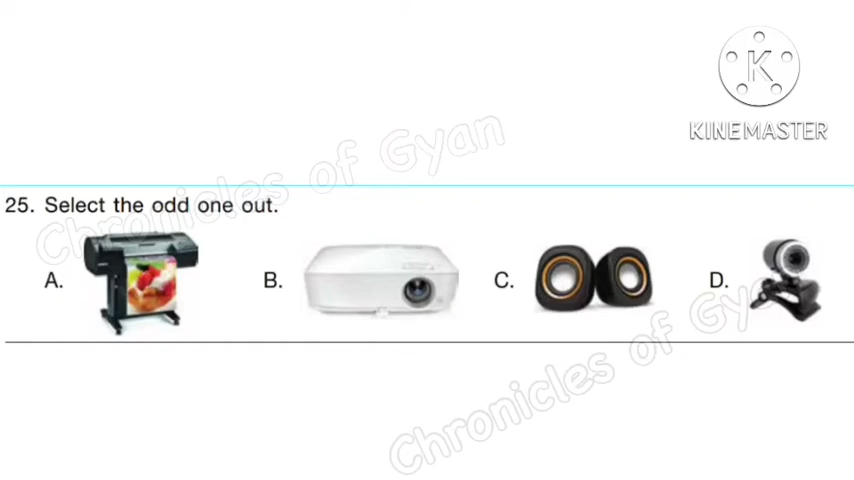 K
KINEMASTER
Chronicles of Gyan
25. Select the odd one out.
A. B. C. D.
Chronicles of Gyan